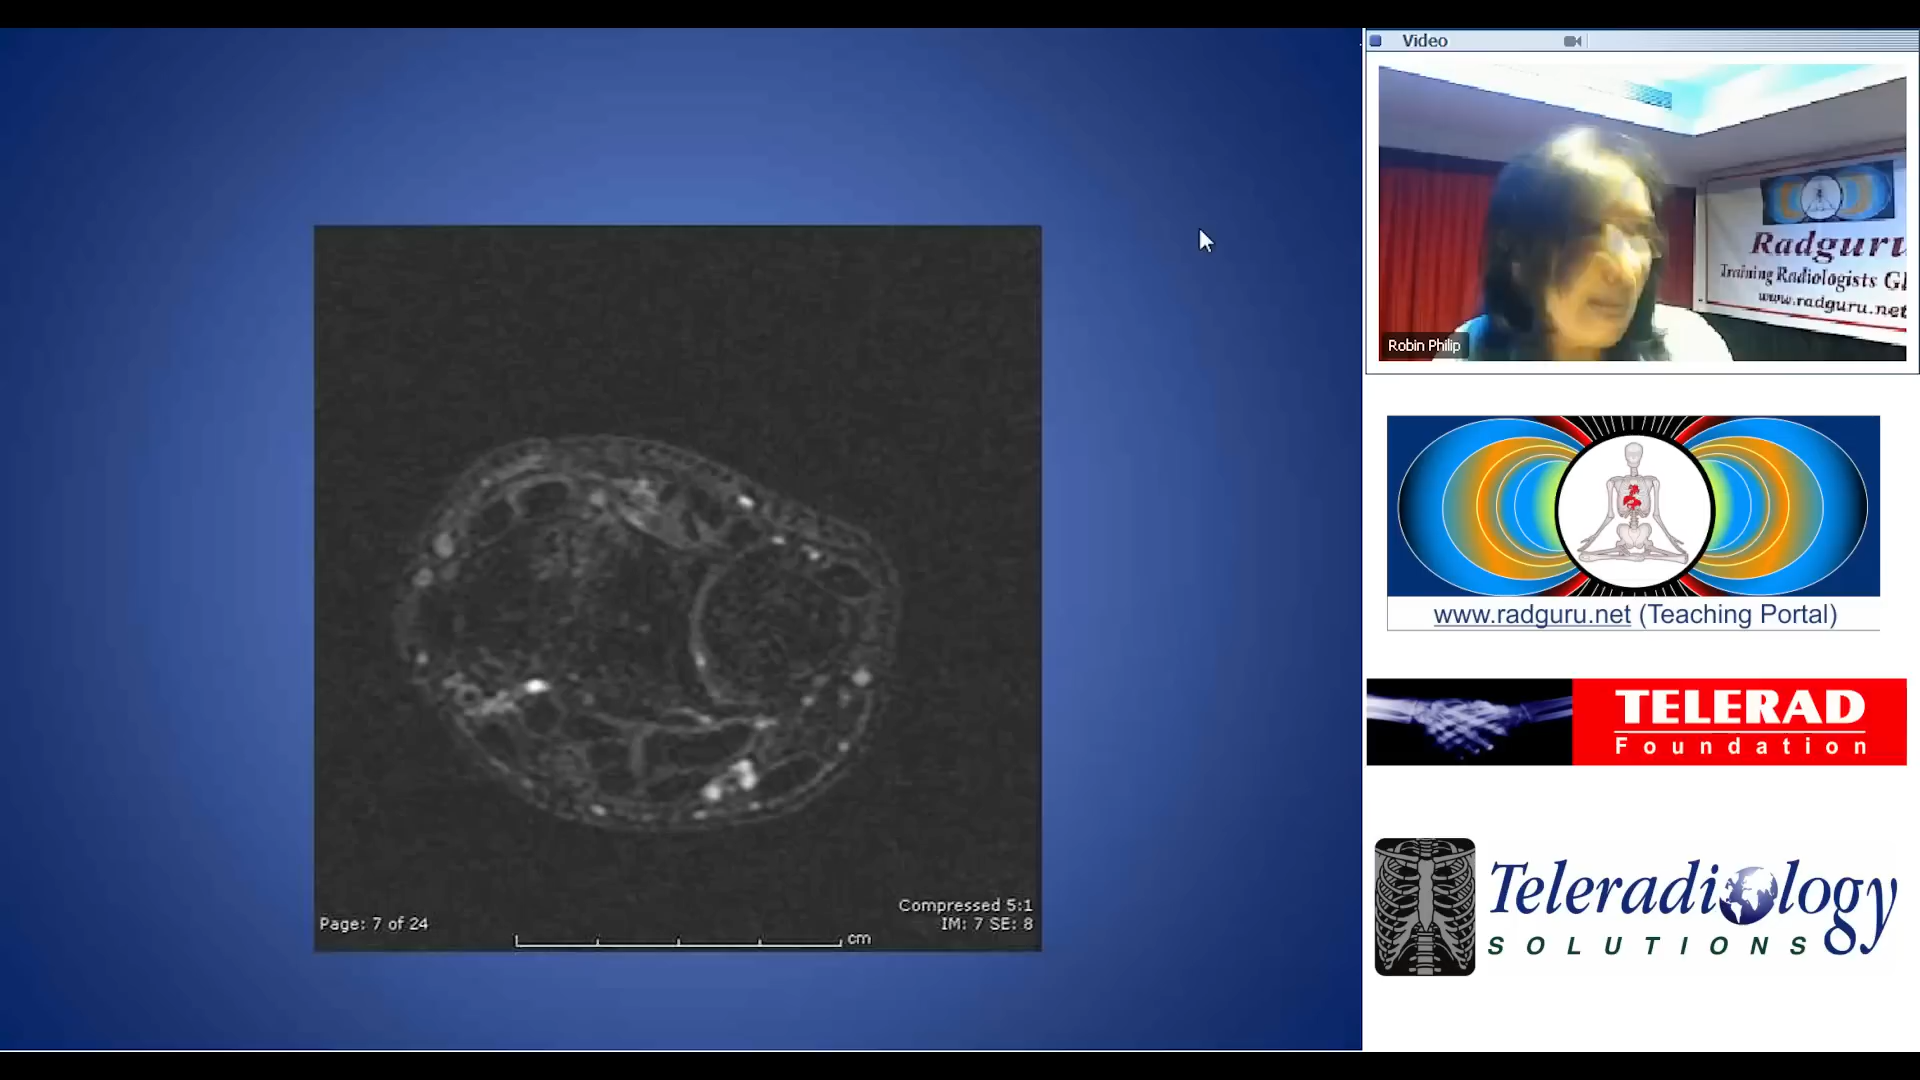 Video
Radguru
Training Radiologists Gl
www.radguru.net
Robin Philip
www.radguru.net (Teaching Portal)
TELERAD
Foundation
Teleradiology
SOLUTIONS
Compressed 5:1
Page: 7 of 24
IM: 7 SE: 8
cm